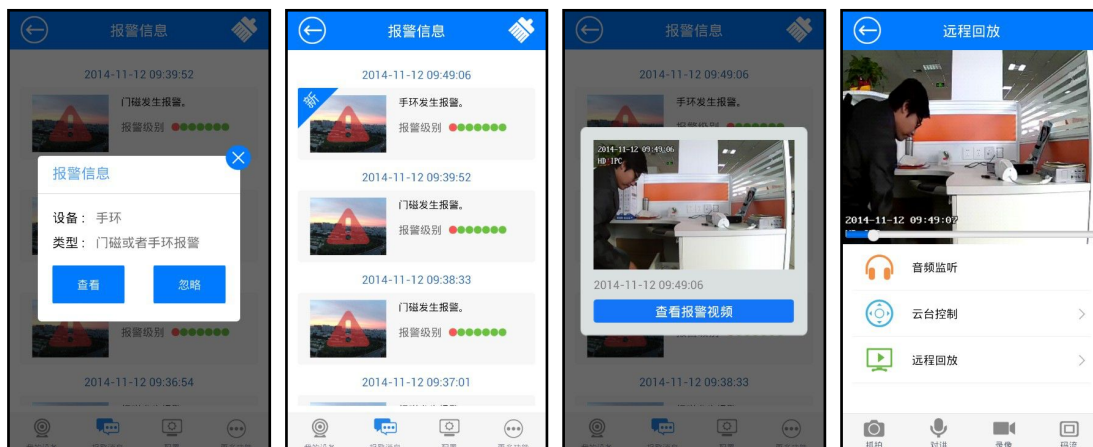 报警信息
2014-11-12 09:39:52
门磁发生报警。
报警级别
报警信息
设备： 手环
类型： 门磁或者手环报警
查看
忽略
报警级别
2014-11-12 09:36:54
报警信息
2014-11-12 09:49:06
新
手环发生报警。
报警级别
2014-11-12 09:39:52
门磁发生报警。
报警级别
2014-11-12 09:38:33
门磁发生报警。
报警级别
2014-11-12 09:37:01
报警信息
2014-11-12 09:49:06
手环发生报警。
报警级别
2014-11-12 09:49:06
HD IPC
2014-11-12 09:49:06
查看报警视频
2014-11-12 09:38:33
远程回放
2014-11-12 09:49:07
音频监听
云台控制
远程回放
抓拍
对讲
录像
码流